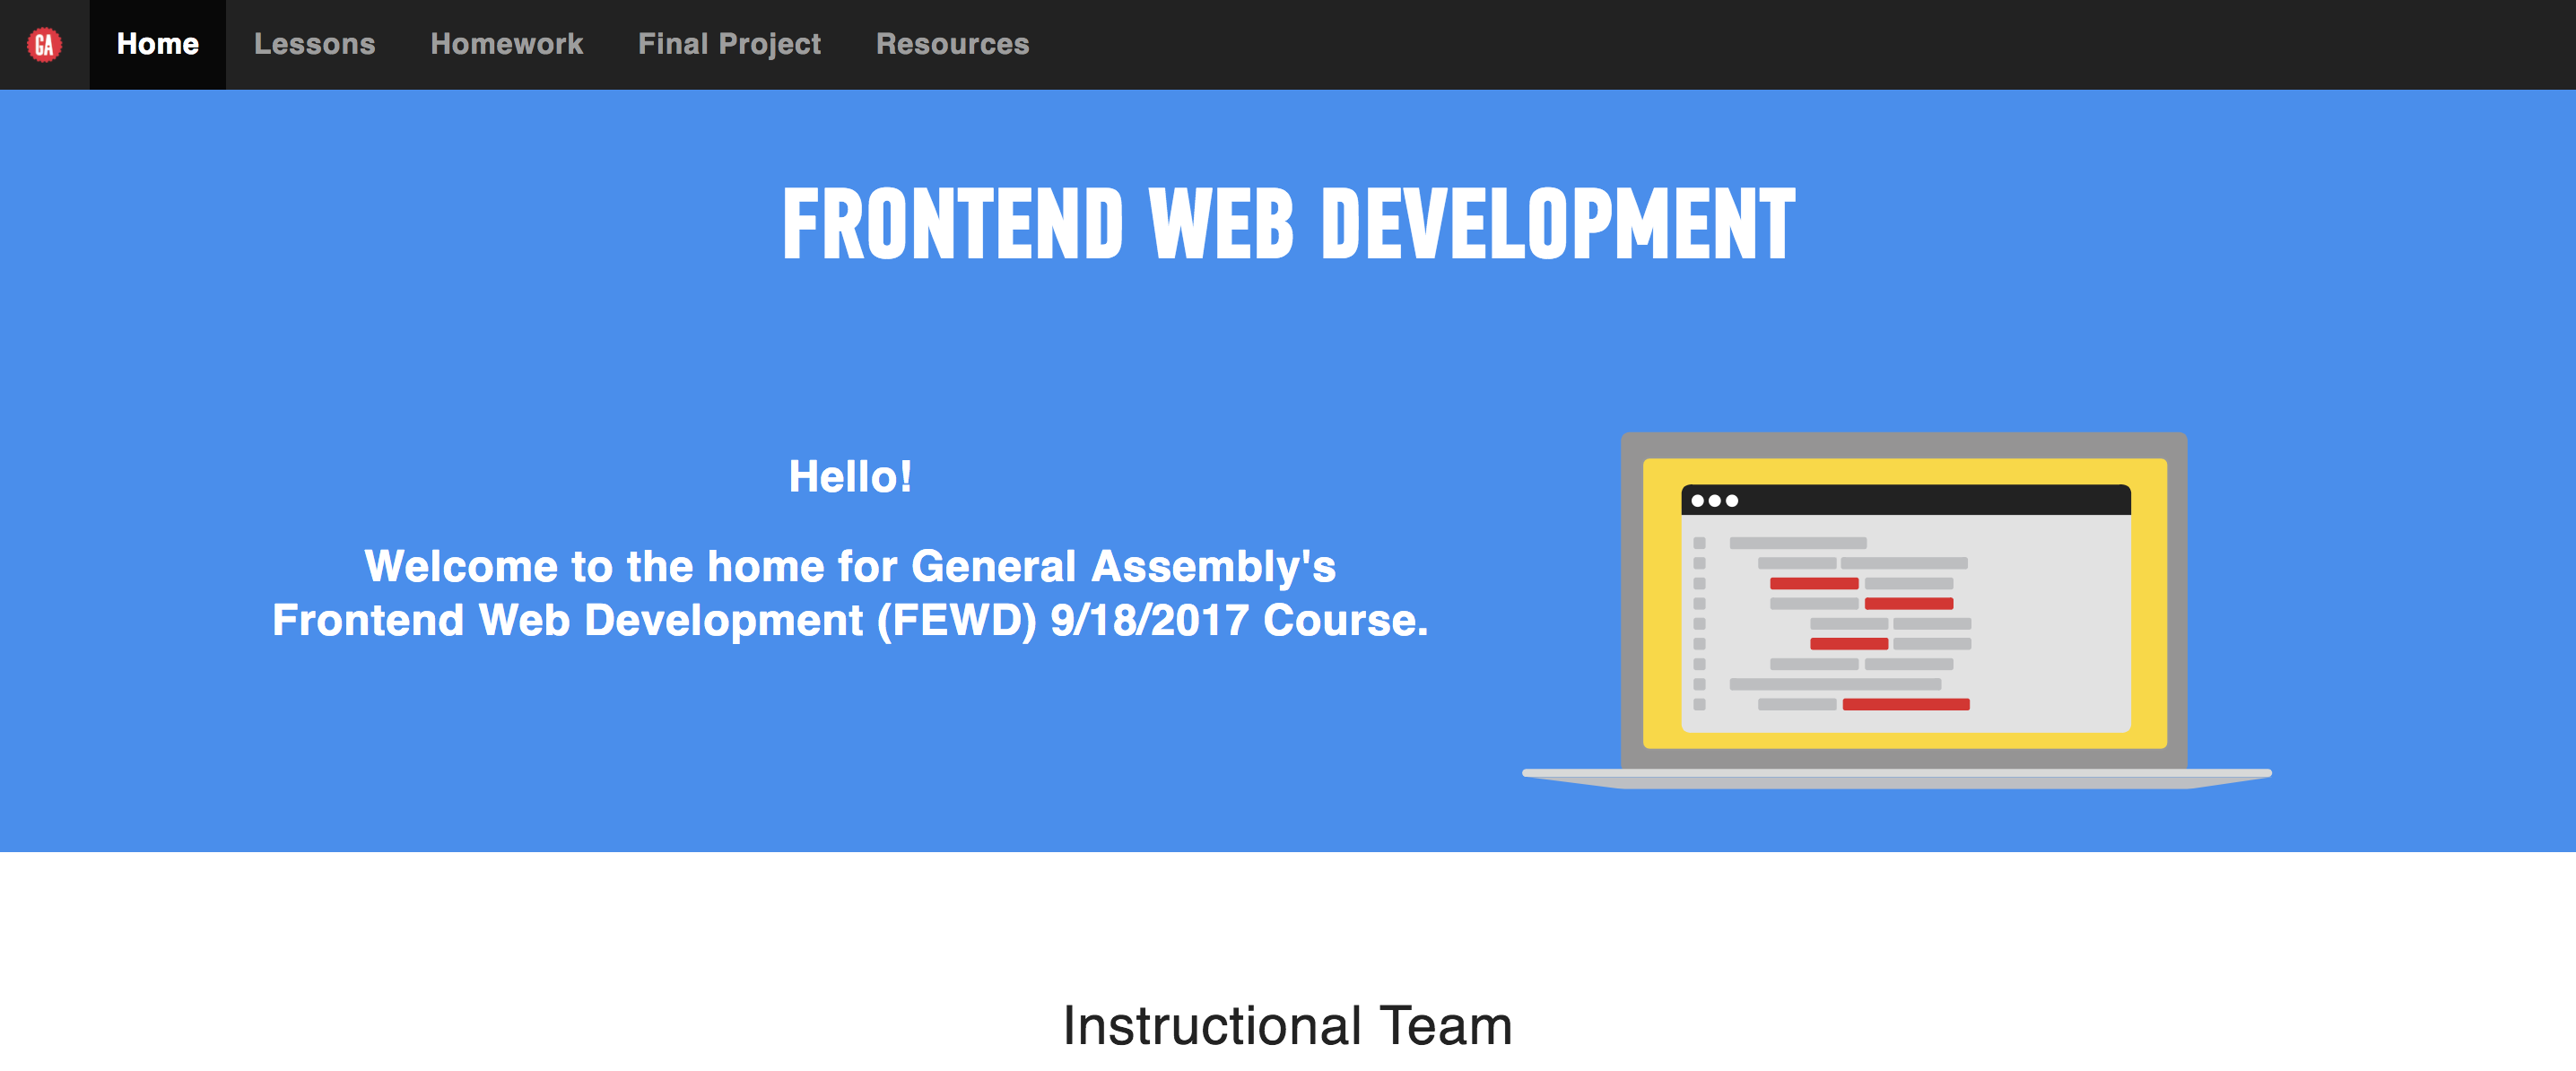 GA Home Lessons Homework Final Project Resources
FRONTEND WEB DEVELOPMENT
Hello!
Welcome to the home for General Assembly's
Frontend Web Development (FEWD) 9/18/2017 Course.
Instructional Team